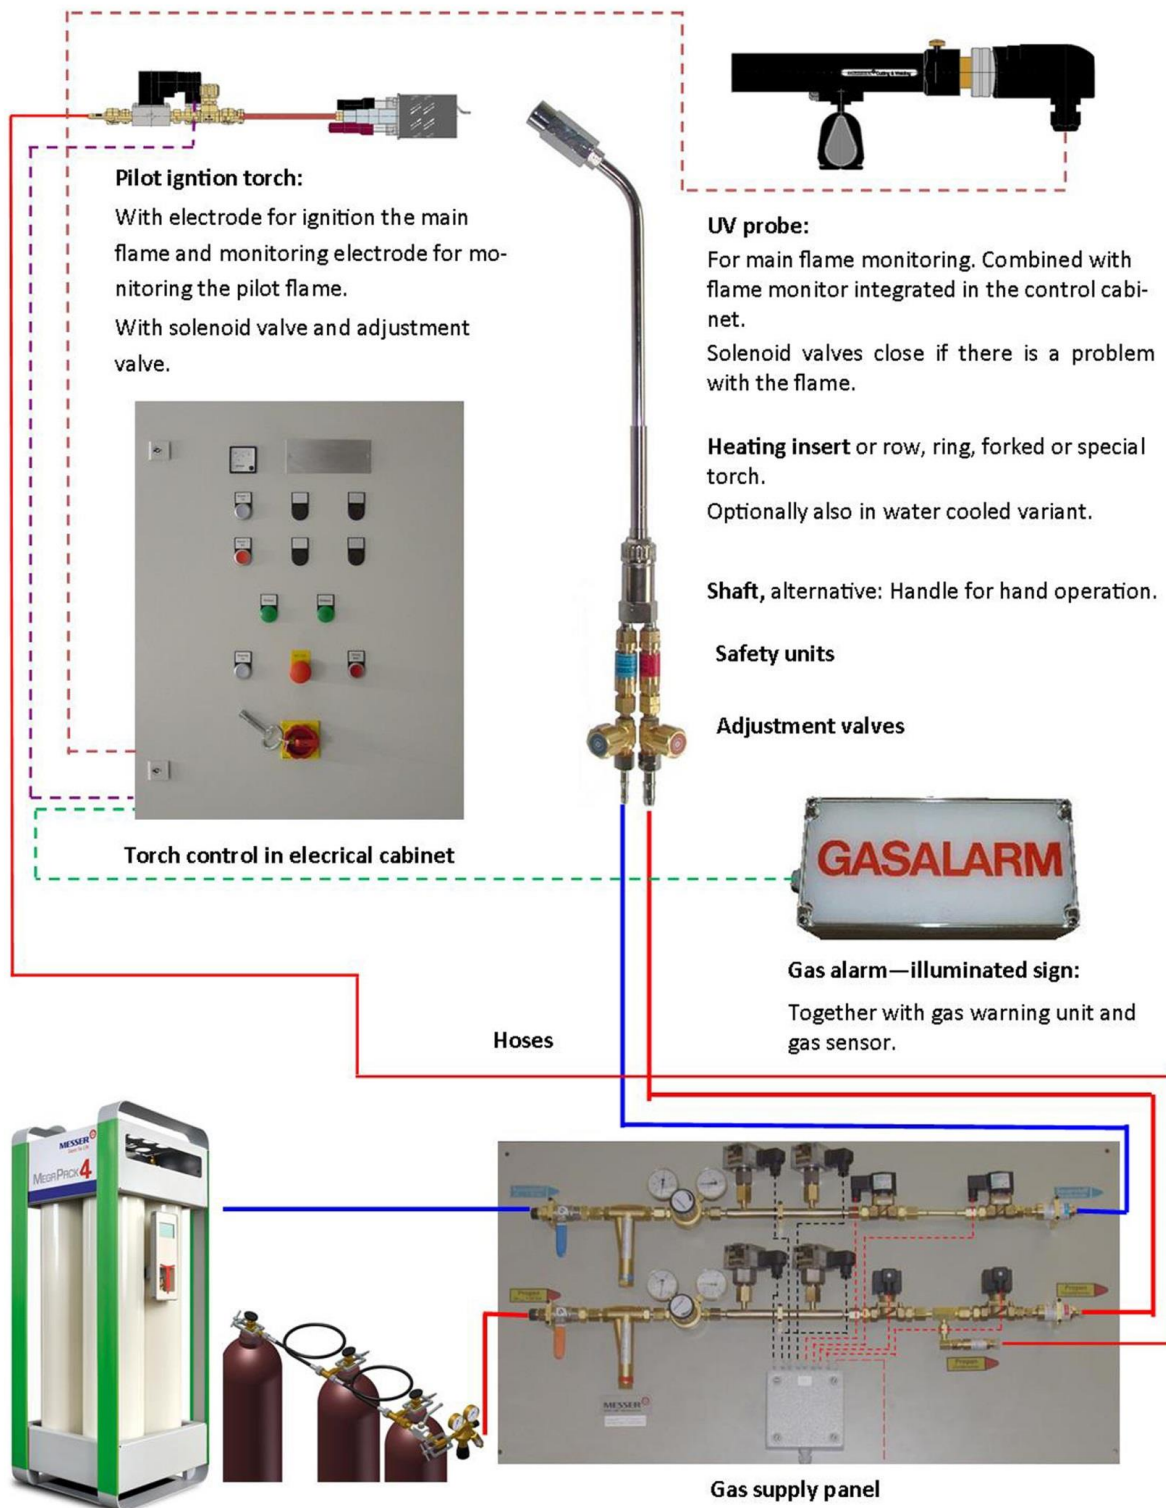 Pilot igntion torch:
With electrode for ignition the main
flame and monitoring electrode for mo-
nitoring the pilot flame.
With solenoid valve and adjustment
valve.
UV probe:
For main flame monitoring. Combined with
flame monitor integrated in the control cabi-
net.
Solenoid valves close if there is a problem
with the flame.
Heating insert or row, ring, forked or special
torch.
Optionally also in water cooled variant.
Shaft, alternative: Handle for hand operation.
Safety units
Adjustment valves
Torch control in elecrical cabinet
GASALARM
Gas alarm—illuminated sign:
Together with gas warning unit and
gas sensor.
Hoses
MESSER
MegaPack 4
Propan
Propan
Propan
MESSER
Gas supply panel